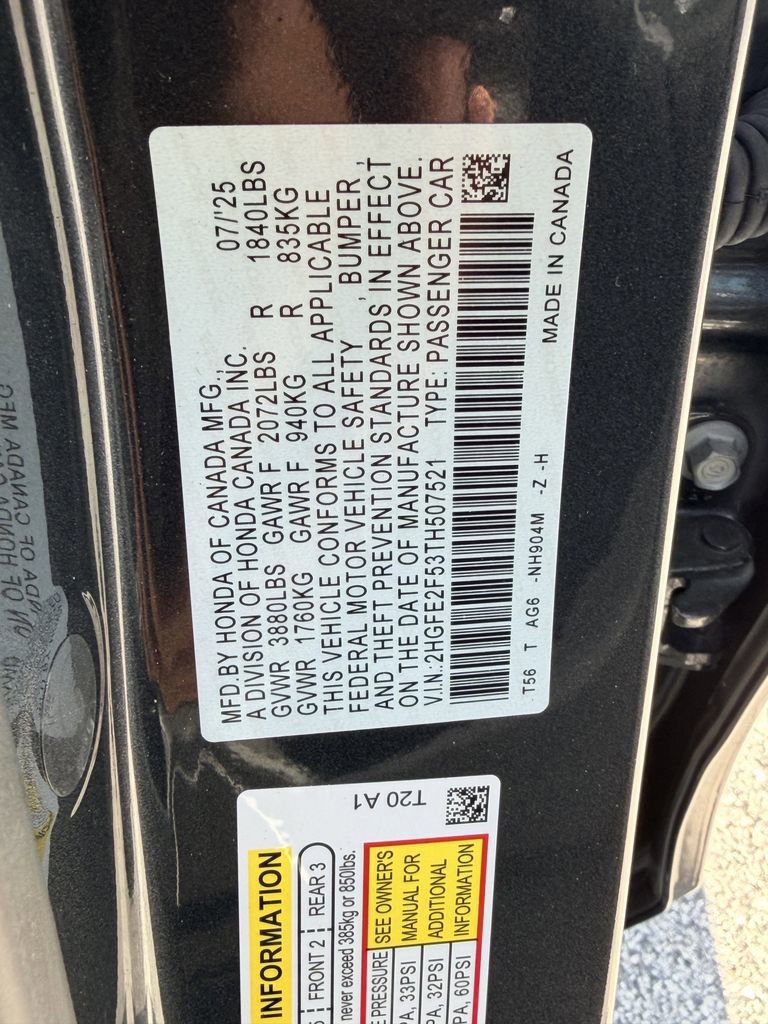 MFD.BY HONDA OF CANADA MFG., 07/'25
A DIVISION OF HONDA CANADA INC.
GVWR 3880LBS GAWR F 2072LBS R 1840LBS
GVWR 1760KG GAWR F 940KG R 835KG
THIS VEHICLE CONFORMS TO ALL APPLICABLE
FEDERAL MOTOR VEHICLE SAFETY , BUMPER ,
AND THEFT PREVENTION STANDARDS IN EFFECT
ON THE DATE OF MANUFACTURE SHOWN ABOVE.
V.I.N.:2HGFE2F53TH507521 TYPE: PASSENGER CAR
T56 T AG6 -NH904M -Z -H MADE IN CANADA
T20 A1
INFORMATION
FRONT 2 REAR 3
never exceed 385kg or 850lbs.
E PRESSURE SEE OWNER'S
PA, 33PSI MANUAL FOR
PA, 32PSI ADDITIONAL
PA, 60PSI INFORMATION